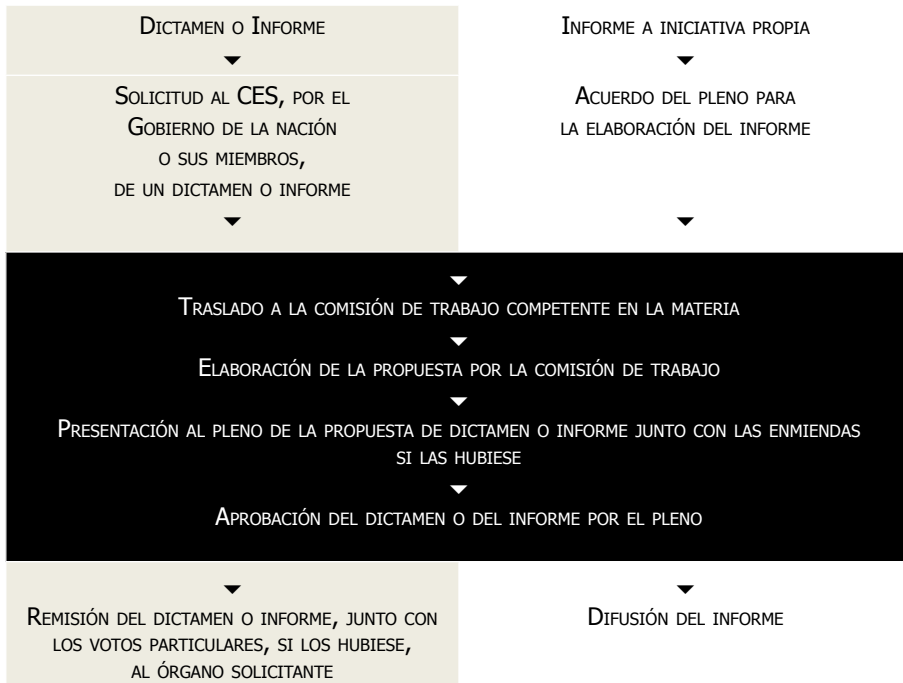 Dictamen o Informe
Informe a iniciativa propia
Solicitud al CES, por el
Gobierno de la nación
o sus miembros,
de un dictamen o informe
Acuerdo del pleno para
la elaboración del informe
Traslado a la comisión de trabajo competente en la materia
Elaboración de la propuesta por la comisión de trabajo
Presentación al pleno de la propuesta de dictamen o informe junto con las enmiendas
si las hubiese
Aprobación del dictamen o del informe por el pleno
Remisión del dictamen o informe, junto con
los votos particulares, si los hubiese,
al órgano solicitante
Difusión del informe